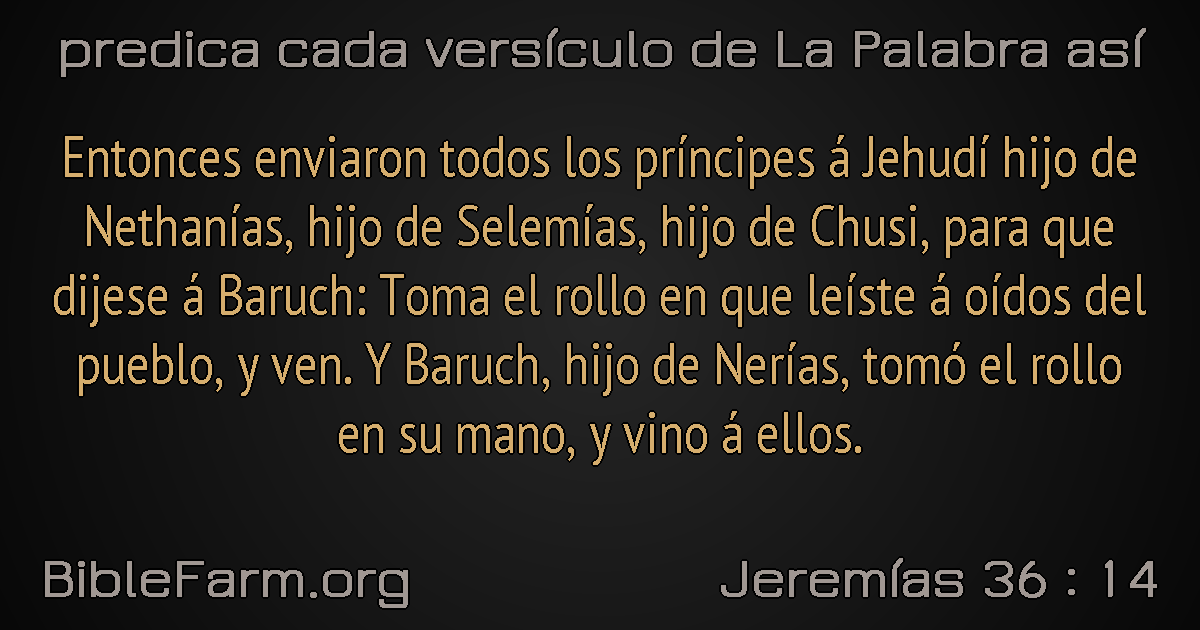 predica cada versículo de La Palabra así
Entonces enviaron todos los príncipes á Jehudí hijo de
Nethanías, hijo de Selemías, hijo de Chusi, para que
dijese á Baruch: Toma el rollo en que leíste á oídos del
pueblo, y ven. Y Baruch, hijo de Nerías, tomó el rollo
en su mano, y vino á ellos.
BibleFarm.org
Jeremías 36 : 14